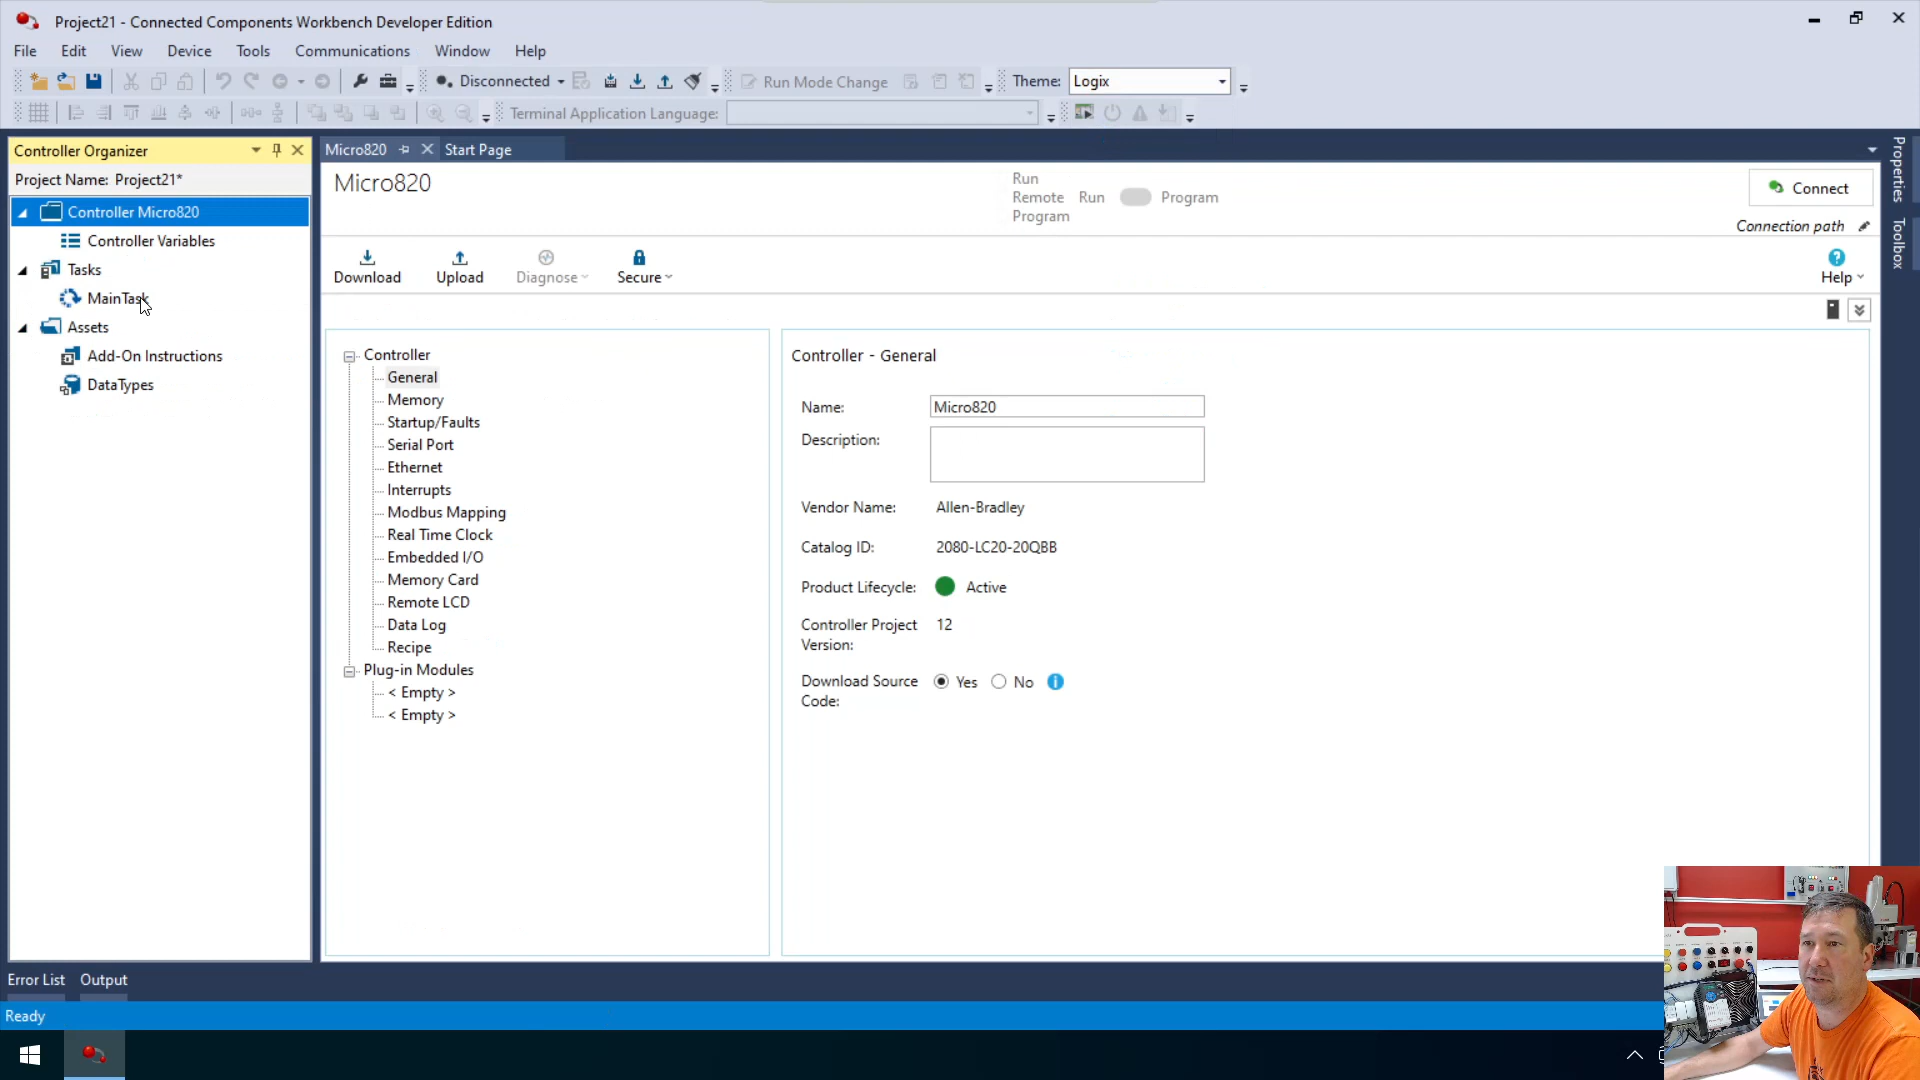 Project21 - Connected Components Workbench Developer Edition
File Edit View Device Tools Communications Window Help
Disconnected Run Mode Change Theme: Logix
Terminal Application Language:
Controller Organizer
Project Name: Project21*
Controller Micro820
Controller Variables
Tasks
MainTask
Assets
Add-On Instructions
DataTypes
Micro820 Start Page
Micro820
Run
Remote
Program
Run Program
Connect
Connection path
Download Upload Diagnose Secure
Help
Controller
General
Memory
Startup/Faults
Serial Port
Ethernet
Interrupts
Modbus Mapping
Real Time Clock
Embedded I/O
Memory Card
Remote LCD
Data Log
Recipe
Plug-in Modules
< Empty >
< Empty >
Controller - General
Name: Micro820
Description:
Vendor Name: Allen-Bradley
Catalog ID: 2080-LC20-20QBB
Product Lifecycle: Active
Controller Project
Version: 12
Download Source
Code: Yes No
Properties
Toolbox
Error List Output
Ready